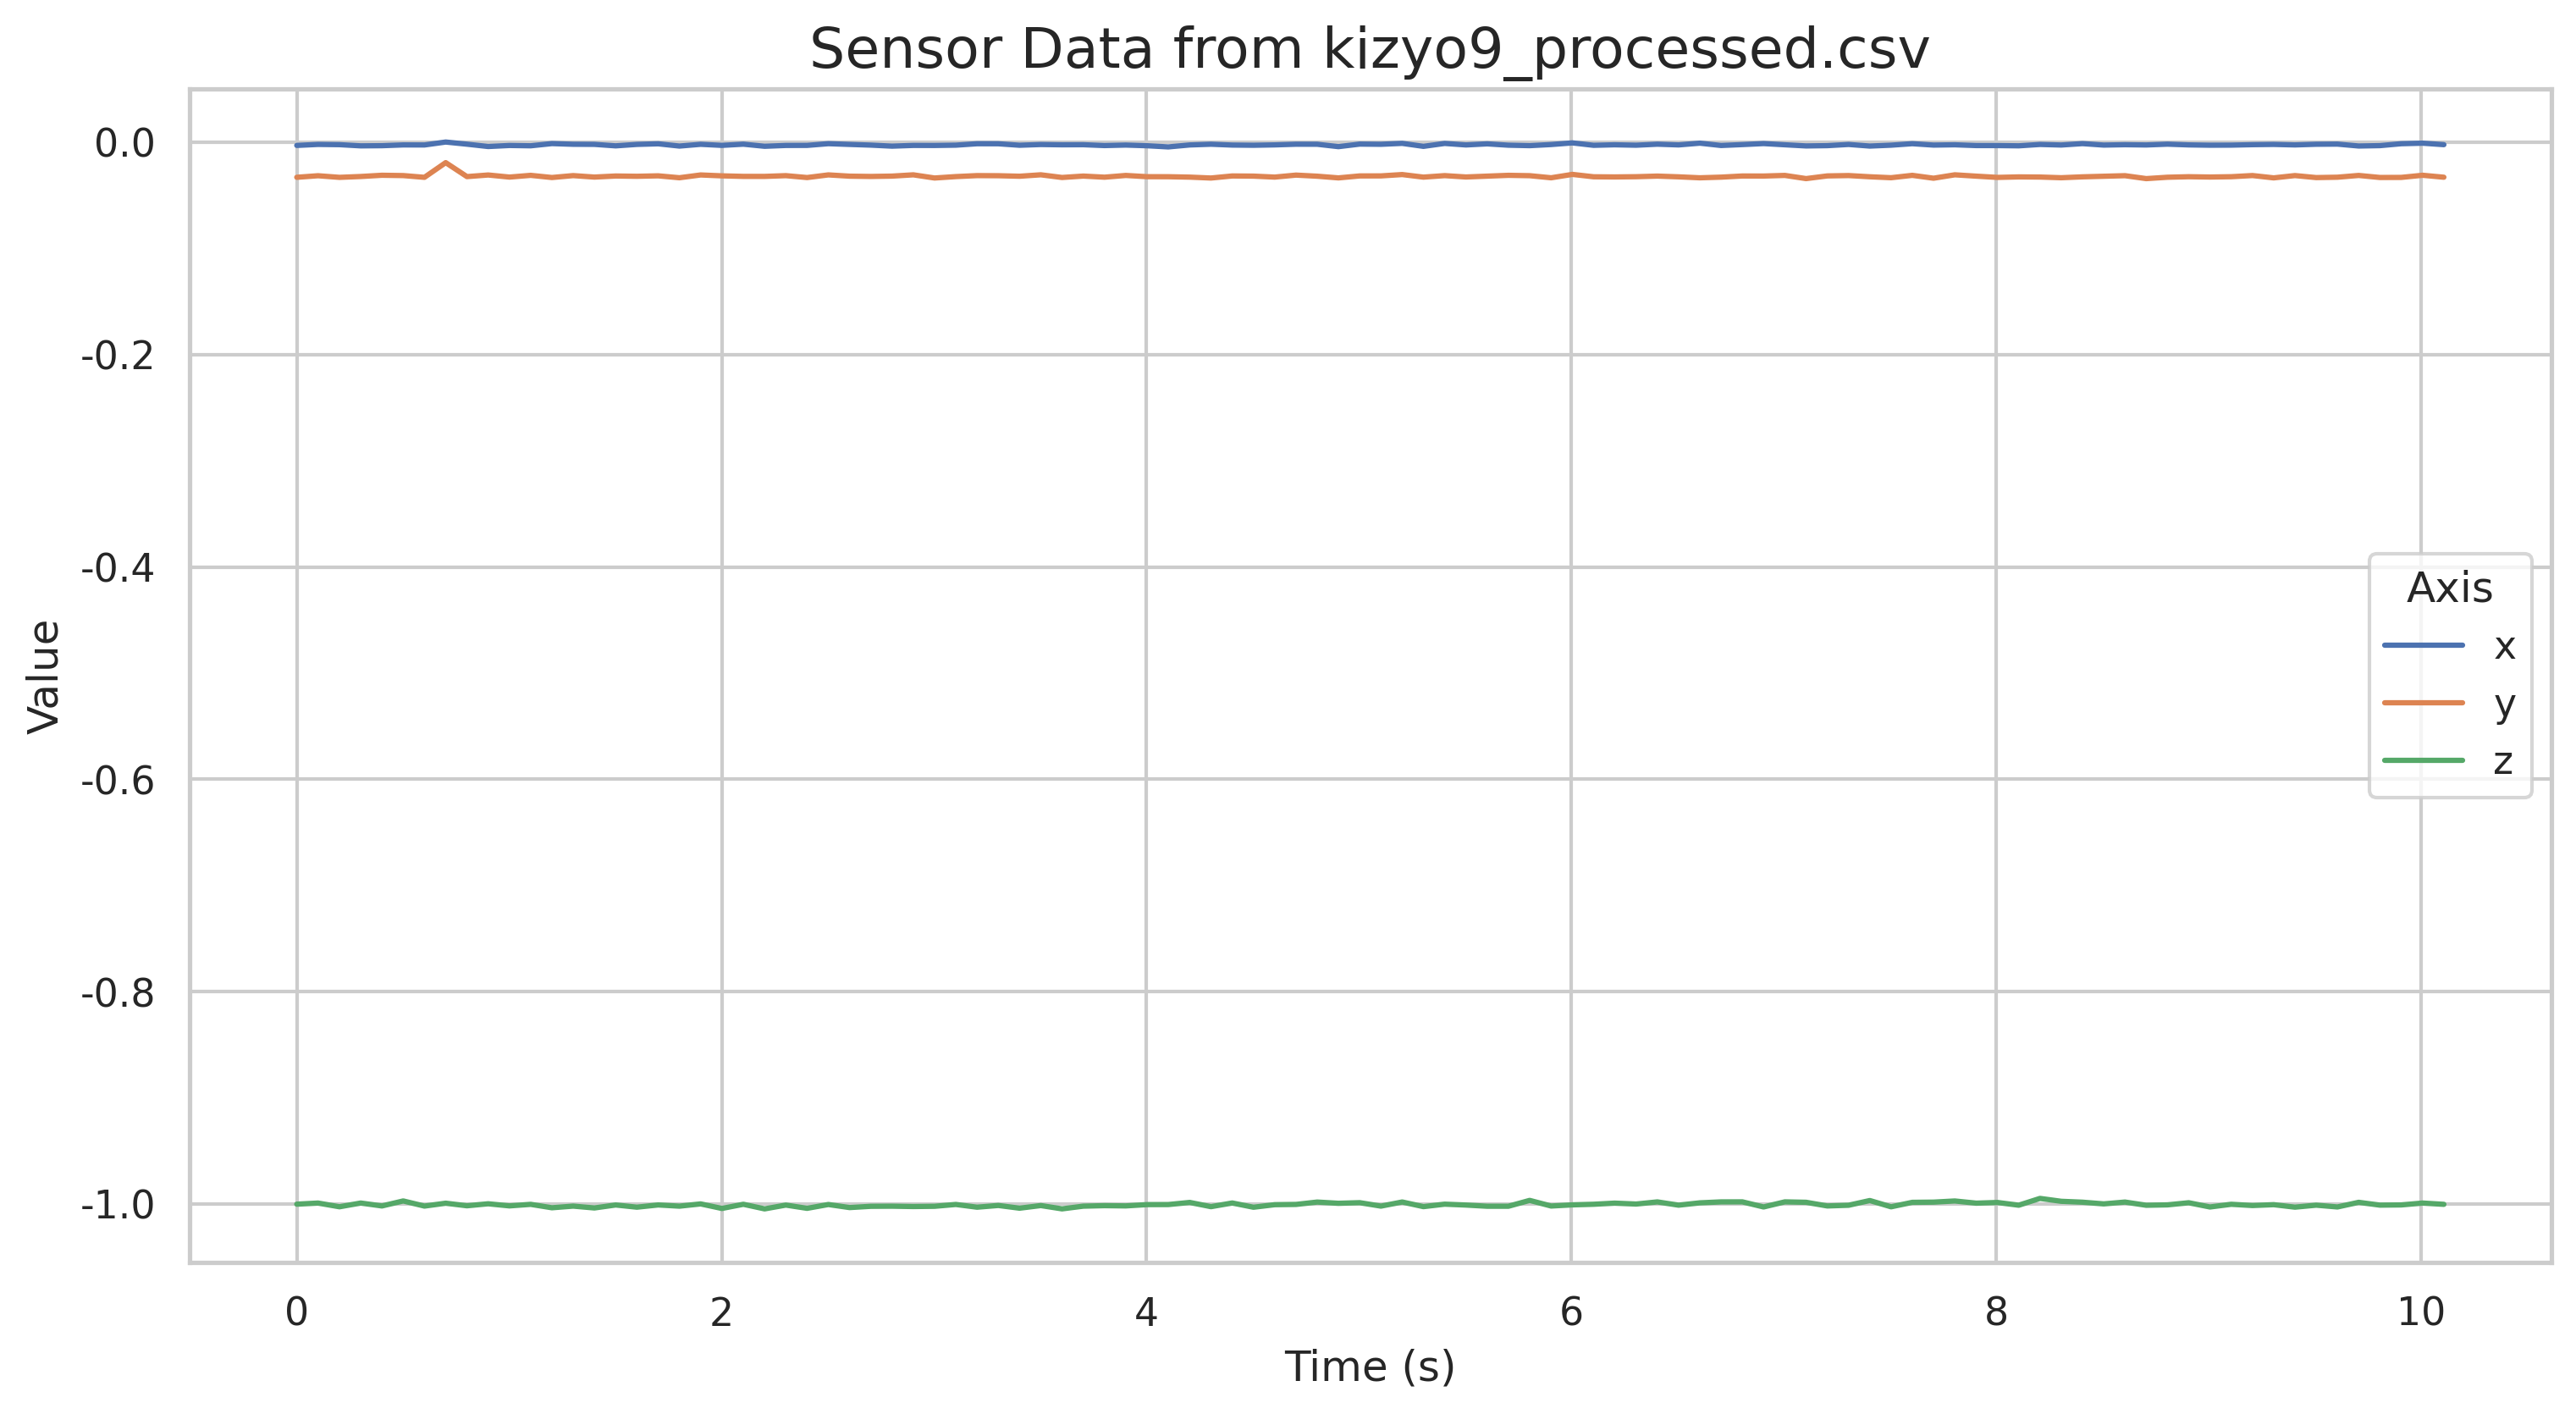 Sensor Data from kizyo9_processed.csv
0.0
-0.2
-0.4
-0.6
-0.8
-1.0
Value
Axis
x
y
z
0 2 4 6 8 10
Time (s)